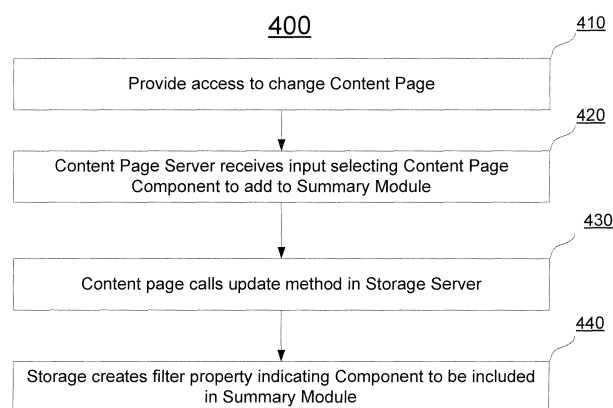 400
410
Provide access to change Content Page
420
Content Page Server receives input selecting Content Page
Component to add to Summary Module
430
Content page calls update method in Storage Server
440
Storage creates filter property indicating Component to be included
in Summary Module